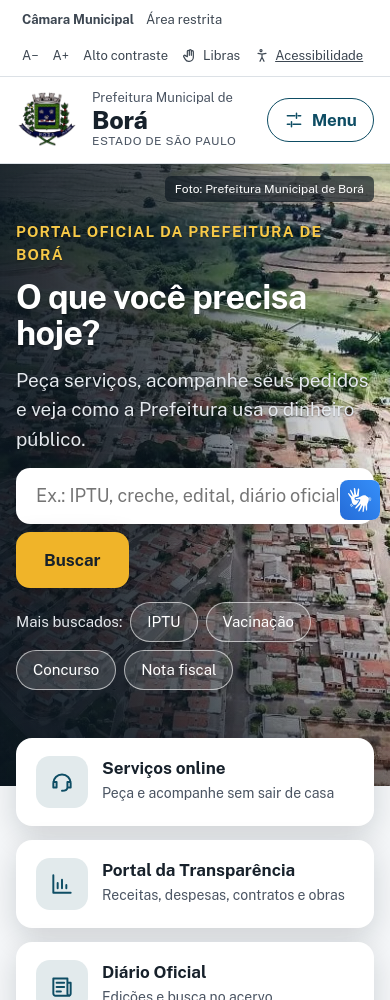 Câmara Municipal Área restrita
A− A+ Alto contraste Libras Acessibilidade
Prefeitura Municipal de
Borá
ESTADO DE SÃO PAULO
Menu
Foto: Prefeitura Municipal de Borá
PORTAL OFICIAL DA PREFEITURA DE
BORÁ
O que você precisa
hoje?
Peça serviços, acompanhe seus pedidos
e veja como a Prefeitura usa o dinheiro
público.
Ex.: IPTU, creche, edital, diário oficial
Buscar
Mais buscados: IPTU Vacinação
Concurso Nota fiscal
Serviços online
Peça e acompanhe sem sair de casa
Portal da Transparência
Receitas, despesas, contratos e obras
Diário Oficial
Edições e busca no acervo